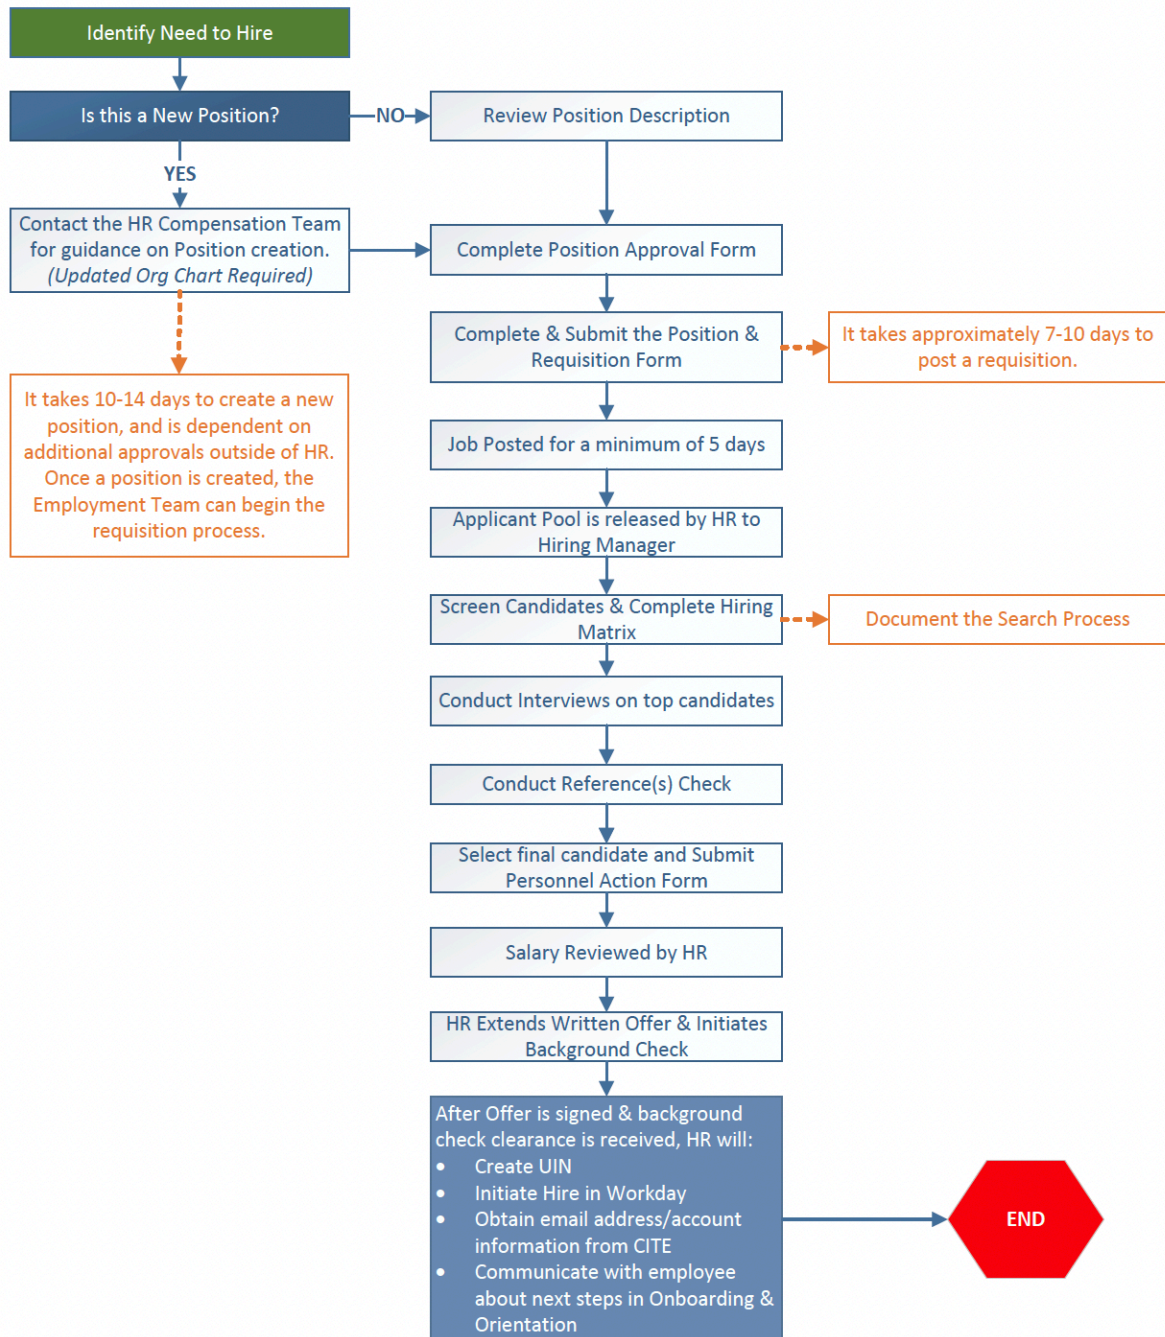 Identify Need to Hire
Is this a New Position?
NO
Review Position Description
YES
Contact the HR Compensation Team
for guidance on Position creation.
(Updated Org Chart Required)
Complete Position Approval Form
Complete & Submit the Position &
Requisition Form
It takes approximately 7-10 days to
post a requisition.
It takes 10-14 days to create a new
position, and is dependent on
additional approvals outside of HR.
Once a position is created, the
Employment Team can begin the
requisition process.
Job Posted for a minimum of 5 days
Applicant Pool is released by HR to
Hiring Manager
Screen Candidates & Complete Hiring
Matrix
Document the Search Process
Conduct Interviews on top candidates
Conduct Reference(s) Check
Select final candidate and Submit
Personnel Action Form
Salary Reviewed by HR
HR Extends Written Offer & Initiates
Background Check
After Offer is signed & background
check clearance is received, HR will:
• Create UIN
• Initiate Hire in Workday
• Obtain email address/account
information from CITE
• Communicate with employee
about next steps in Onboarding &
Orientation
END